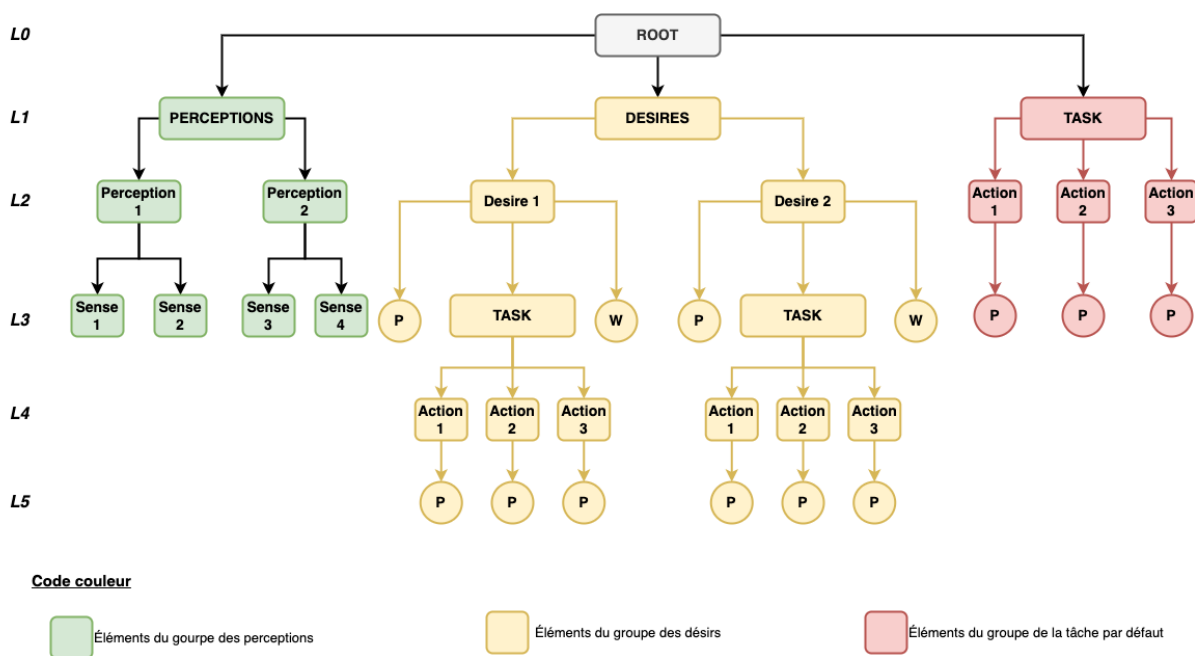 L0
ROOT
L1
PERCEPTIONS
DESIRES
TASK
L2
Perception
1
Perception
2
Desire 1
Desire 2
Action
1
Action
2
Action
3
L3
Sense
1
Sense
2
Sense
3
Sense
4
P
TASK
W
P
TASK
W
P
P
P
L4
Action
1
Action
2
Action
3
Action
1
Action
2
Action
3
L5
P
P
P
P
P
P
Code couleur
Éléments du gourpe des perceptions
Éléments du groupe des désirs
Éléments du groupe de la tâche par défaut